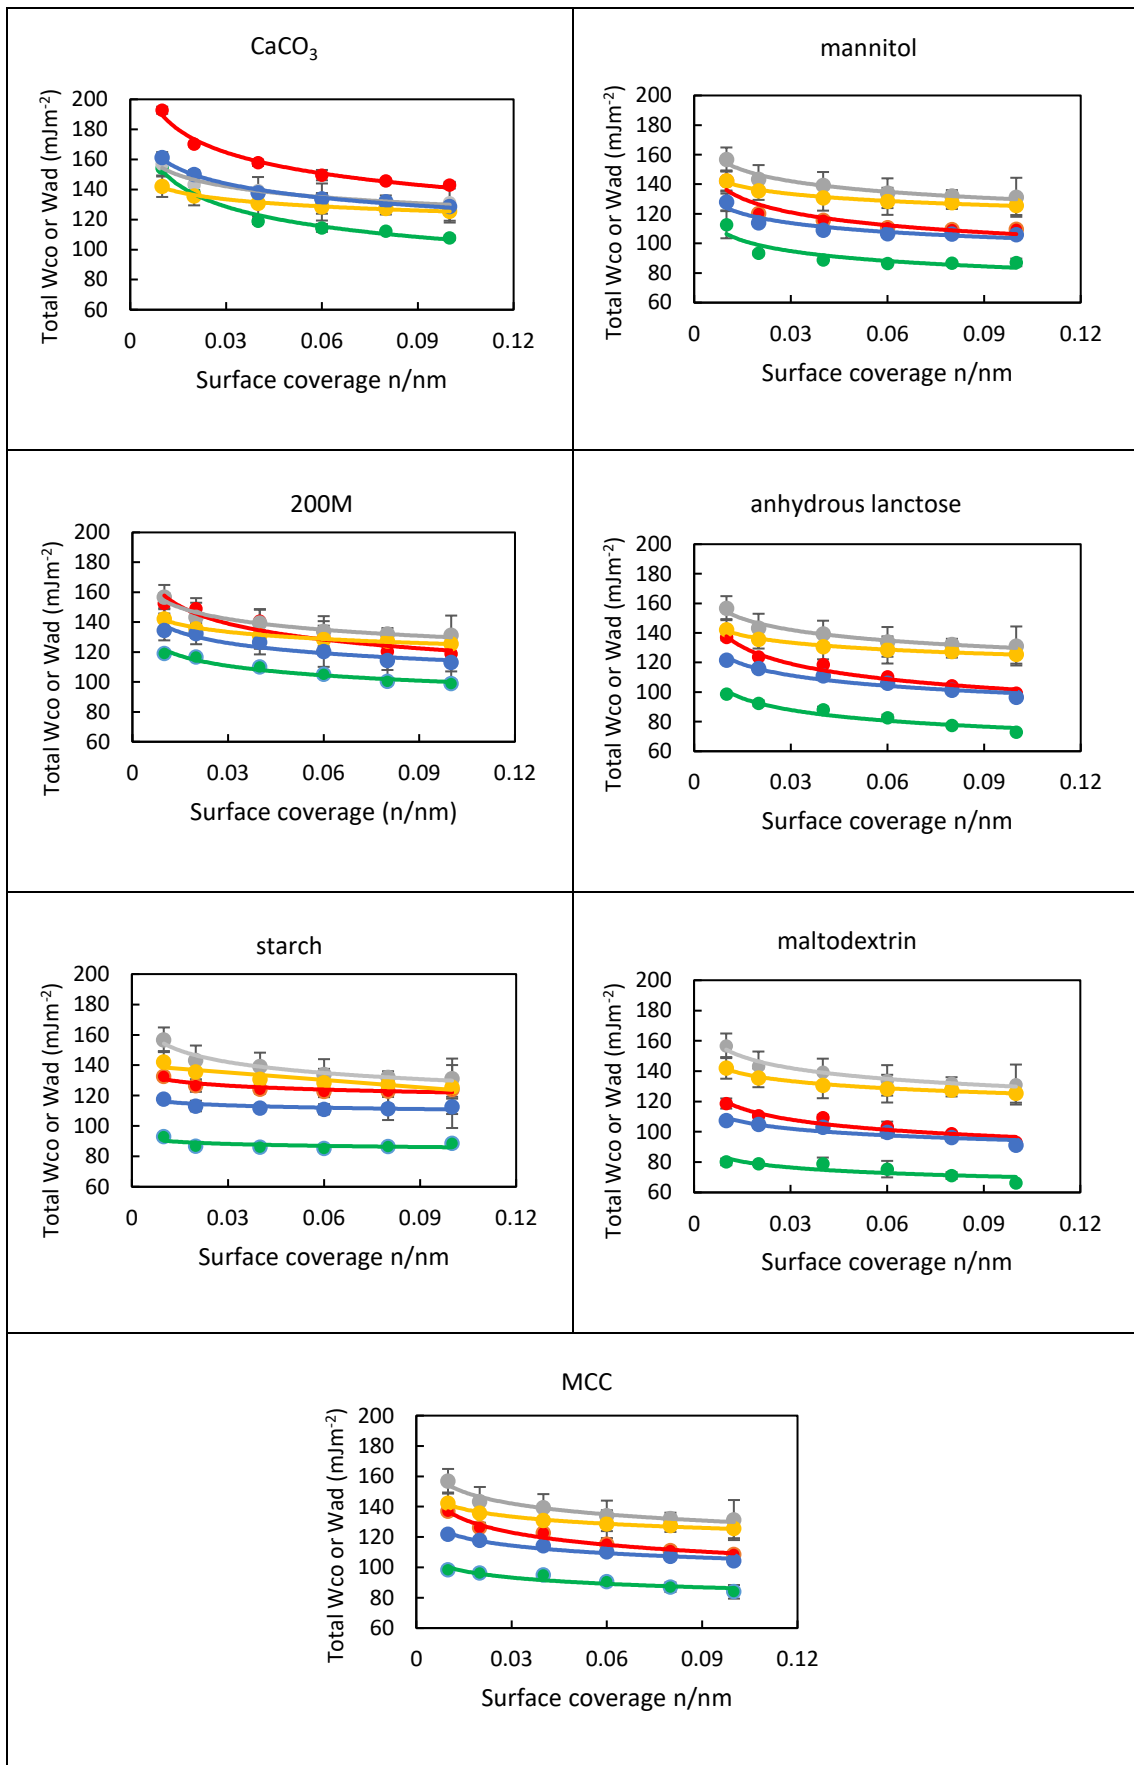 CaCO3
Total Wco or Wad (mJm-2)
200
180
160
140
120
100
80
60
0 0.03 0.06 0.09 0.12
Surface coverage n/nm
mannitol
Total Wco or Wad (mJm-2)
200
180
160
140
120
100
80
60
0 0.03 0.06 0.09 0.12
Surface coverage n/nm
200M
Total Wco or Wad (mJm-2)
200
180
160
140
120
100
80
60
0 0.03 0.06 0.09 0.12
Surface coverage (n/nm)
anhydrous lanctose
Total Wco or Wad (mJm-2)
200
180
160
140
120
100
80
60
0 0.03 0.06 0.09 0.12
Surface coverage n/nm
starch
Total Wco or Wad (mJm-2)
200
180
160
140
120
100
80
60
0 0.03 0.06 0.09 0.12
Surface coverage n/nm
maltodextrin
Total Wco or Wad (mJm-2)
200
180
160
140
120
100
80
60
0 0.03 0.06 0.09 0.12
Surface coverage n/nm
MCC
Total Wco or Wad (mJm-2)
200
180
160
140
120
100
80
60
0 0.03 0.06 0.09 0.12
Surface coverage n/nm